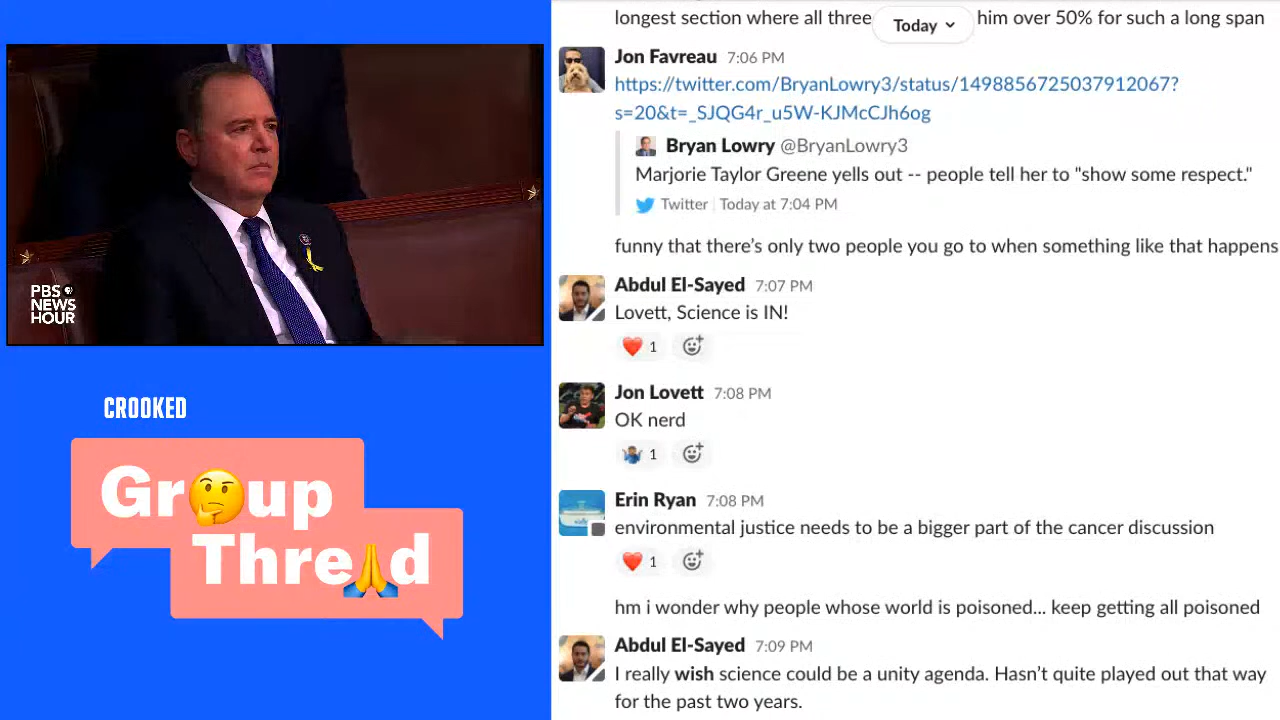 PBS
NEWS
HOUR
CROOKED
Gr🤔up
Thre🙏d
longest section where all three
him over 50% for such a long span
Today
Jon Favreau 7:06 PM
https://twitter.com/BryanLowry3/status/1498856725037912067?
s=20&t=_SJQG4r_u5W-KJMcCJh6og
Bryan Lowry @BryanLowry3
Marjorie Taylor Greene yells out -- people tell her to "show some respect."
Twitter | Today at 7:04 PM
funny that there's only two people you go to when something like that happens
Abdul El-Sayed 7:07 PM
Lovett, Science is IN!
❤️ 1
Jon Lovett 7:08 PM
OK nerd
🤷🏽‍♂️ 1
Erin Ryan 7:08 PM
environmental justice needs to be a bigger part of the cancer discussion
❤️ 1
hm i wonder why people whose world is poisoned... keep getting all poisoned
Abdul El-Sayed 7:09 PM
I really wish science could be a unity agenda. Hasn't quite played out that way
for the past two years.